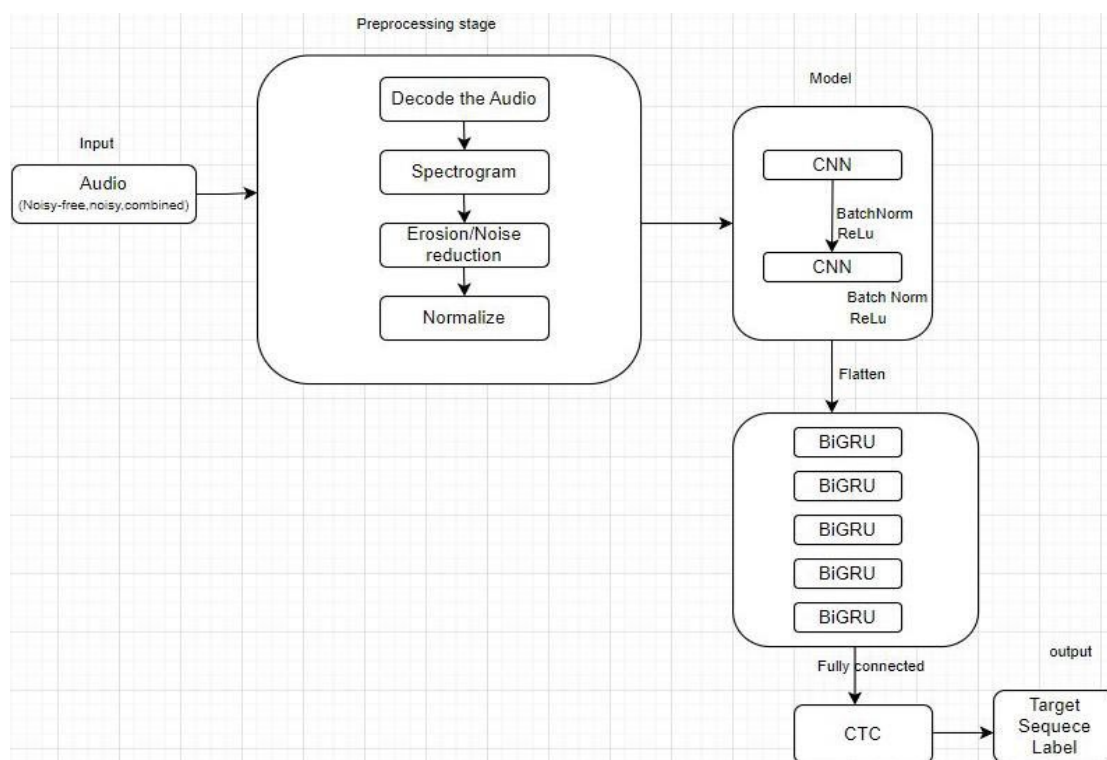 Preprocessing stage
Input
Audio
(Noisy-free,noisy,combined)
Decode the Audio
Spectrogram
Erosion/Noise
reduction
Normalize
Model
CNN
BatchNorm
ReLu
CNN
Batch Norm
ReLu
Flatten
BiGRU
BiGRU
BiGRU
BiGRU
BiGRU
Fully connected
CTC
output
Target
Sequece
Label